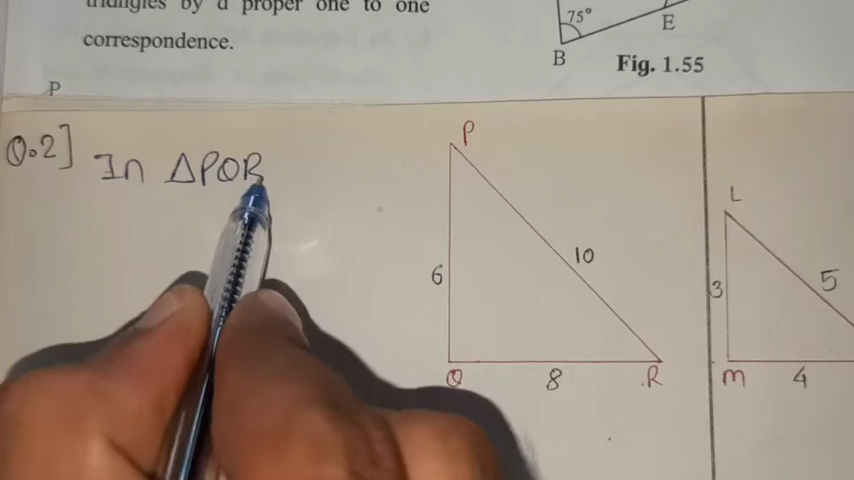 triangles by a proper one to one
correspondence.
75°
B
E
Fig. 1.55
P
Q.2] In ΔPQR
P
6
10
Q
8
R
L
3
5
M
4